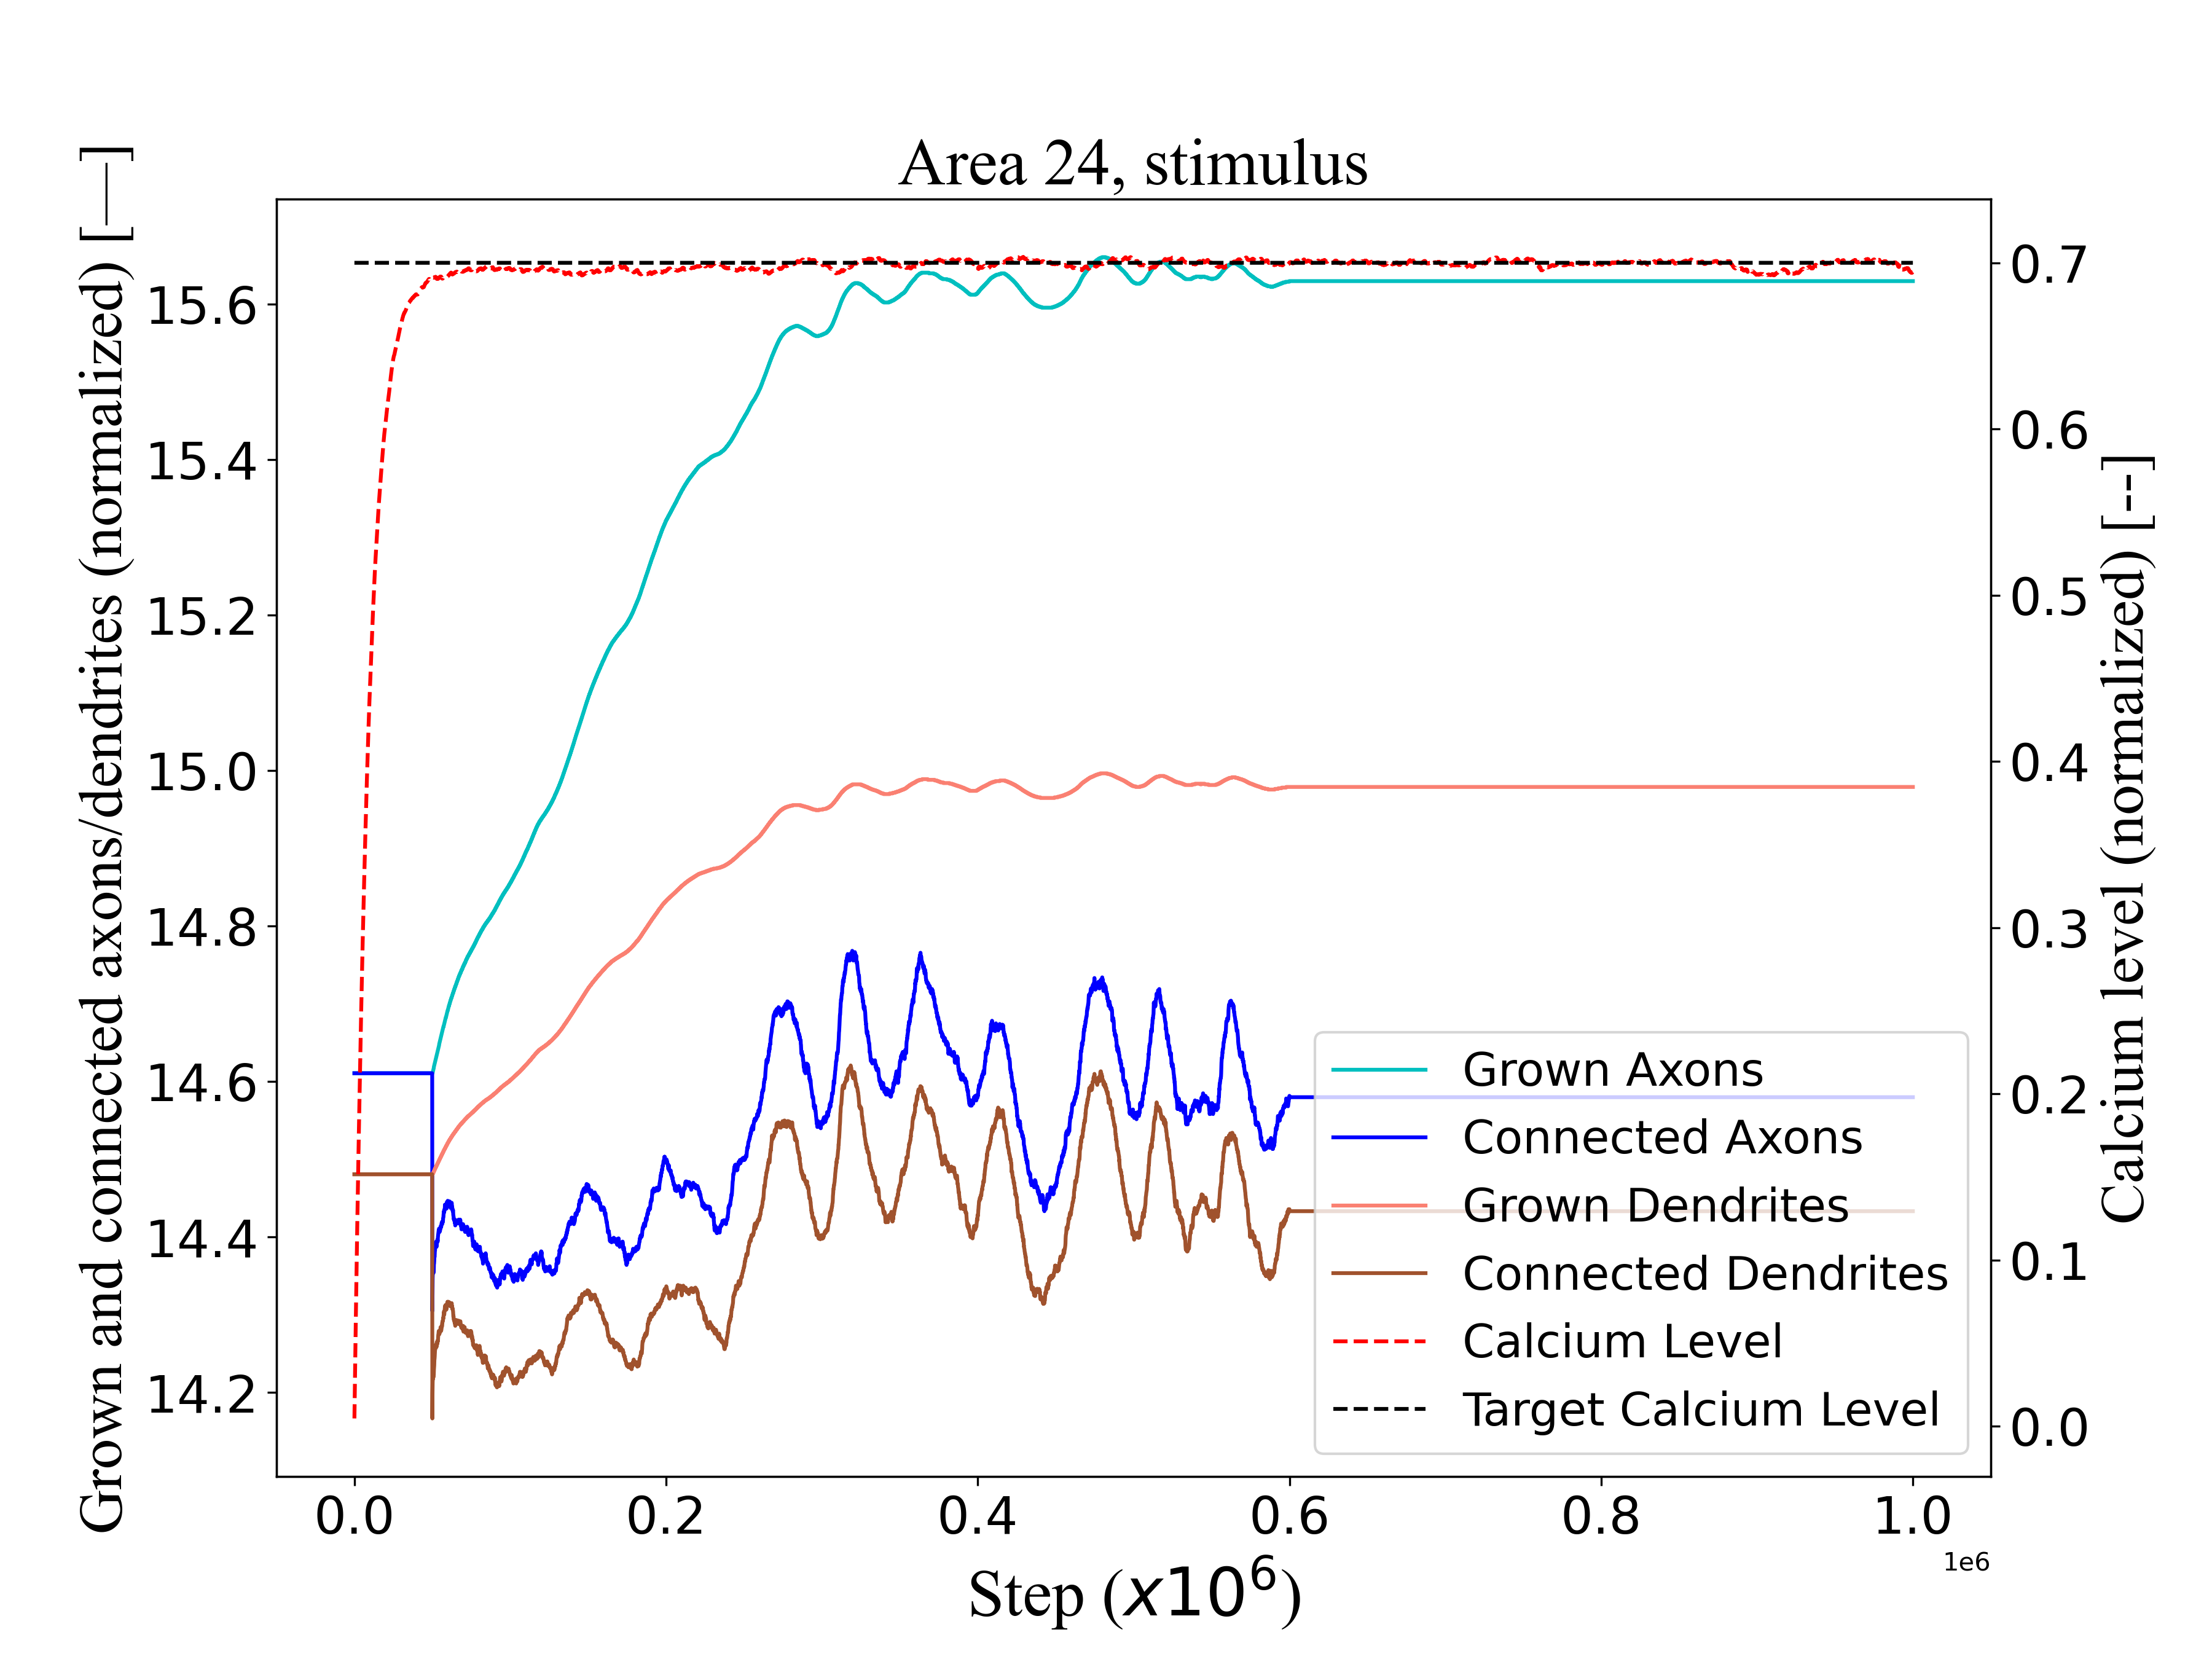 Area 24, stimulus
Grown and connected axons/dendrites (normalized) [—]
15.6
15.4
15.2
15.0
14.8
14.6
14.4
14.2
0.7
0.6
0.5
0.4
0.3
0.2
0.1
0.0
Calcium level (normalized) [--]
Grown Axons
Connected Axons
Grown Dendrites
Connected Dendrites
Calcium Level
Target Calcium Level
0.0 0.2 0.4 0.6 0.8 1.0
1e6
Step (x10⁶)